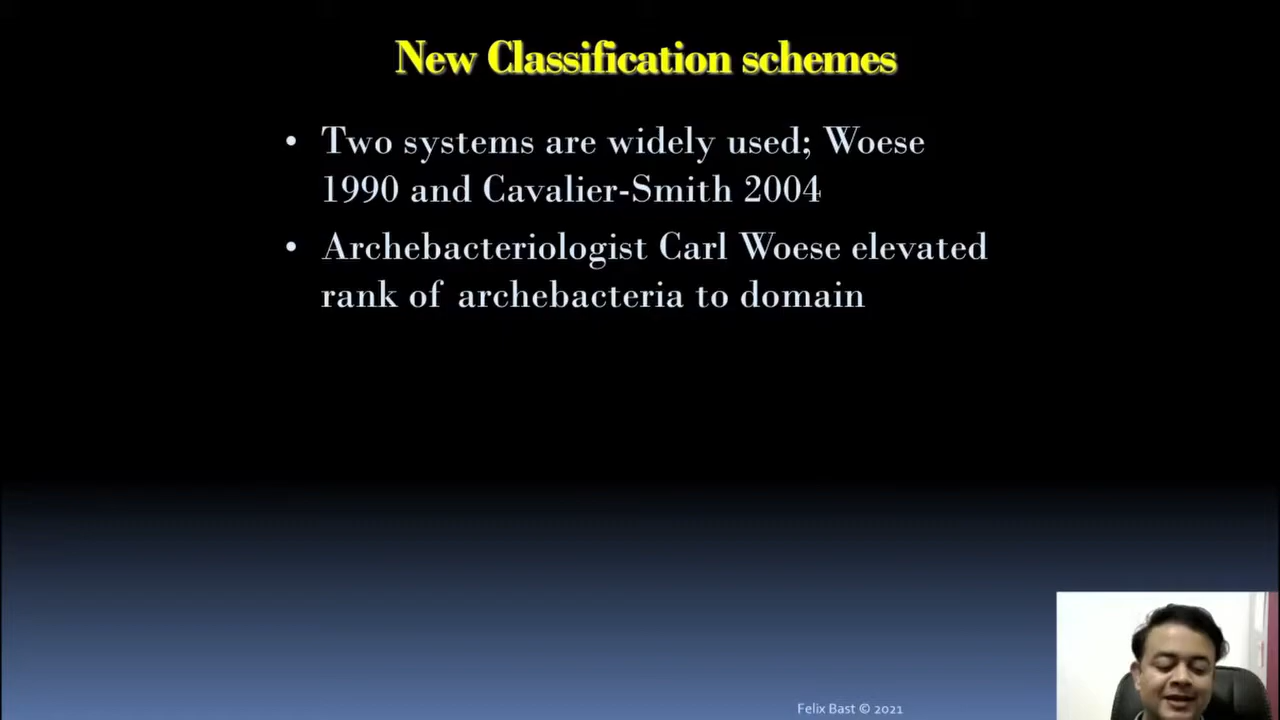 New Classification schemes
• Two systems are widely used; Woese
1990 and Cavalier-Smith 2004
• Archebacteriologist Carl Woese elevated
rank of archebacteria to domain
Felix Bast © 2021